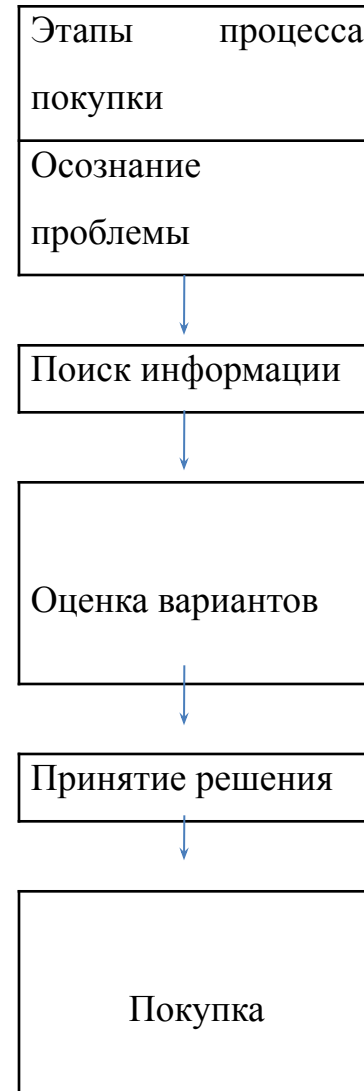 Этапы процесса
покупки
Осознание
проблемы
Поиск информации
Оценка вариантов
Принятие решения
Покупка